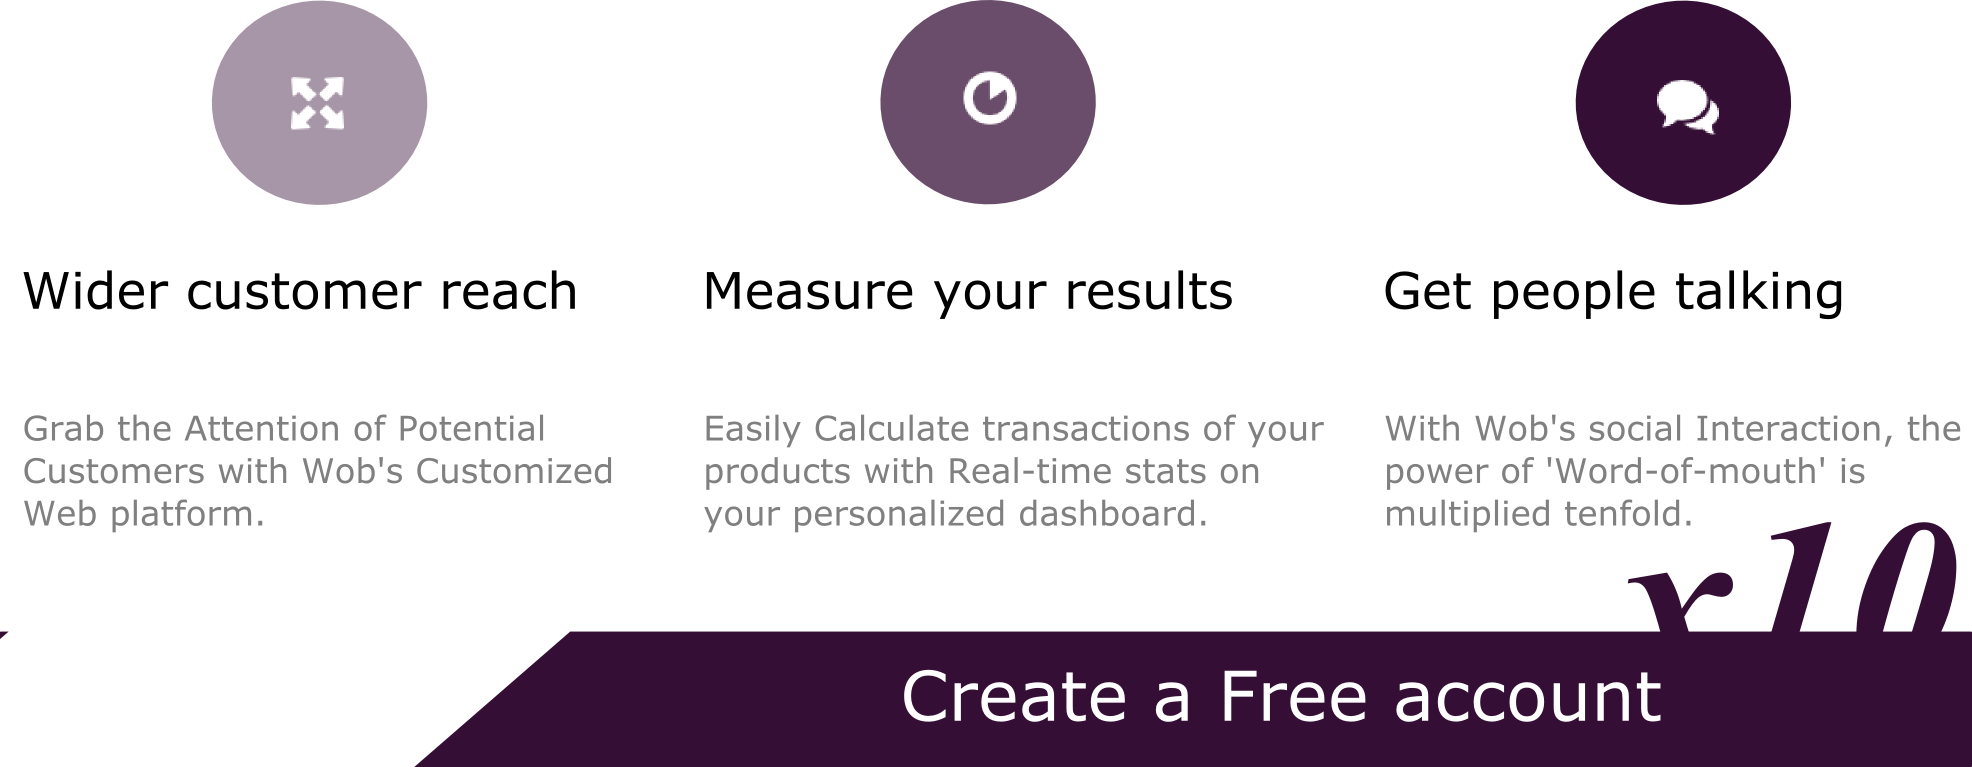 Wider customer reach
Grab the Attention of Potential
Customers with Wob's Customized
Web platform.
Measure your results
Easily Calculate transactions of your
products with Real-time stats on
your personalized dashboard.
Get people talking
With Wob's social Interaction, the
power of 'Word-of-mouth' is
multiplied tenfold.
x10
Create a Free account